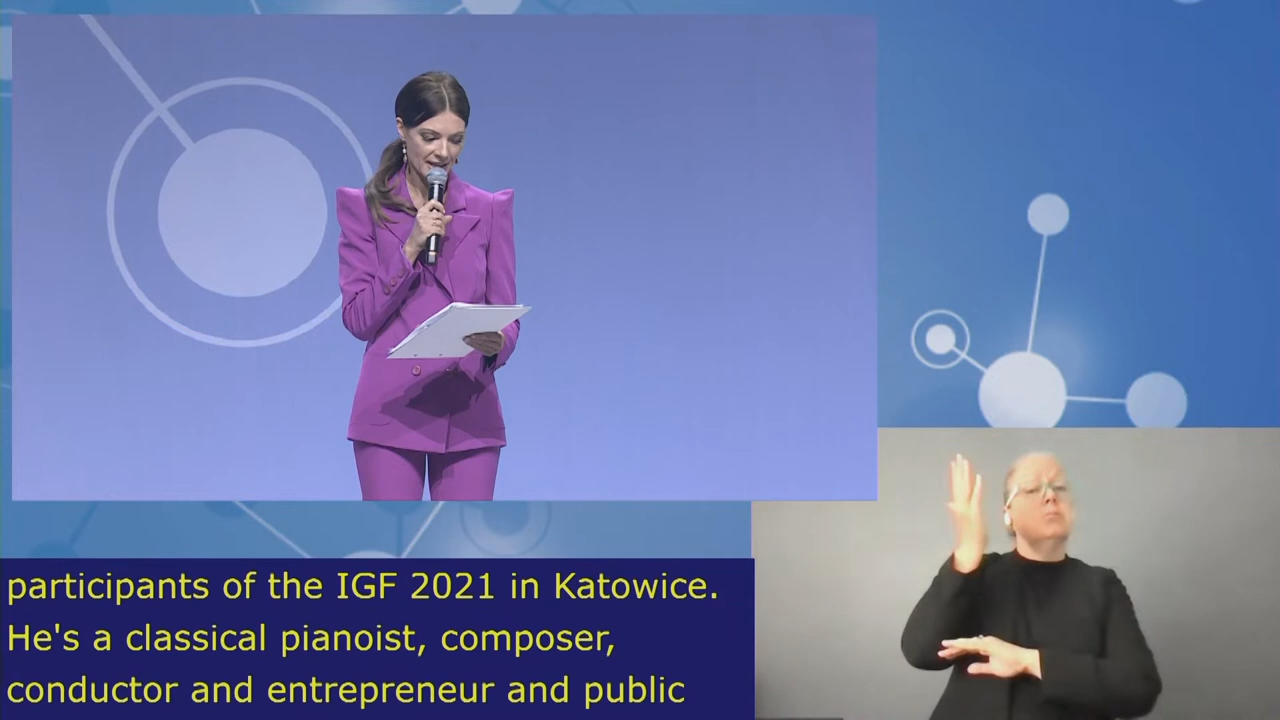 participants of the IGF 2021 in Katowice.
He's a classical pianoist, composer,
conductor and entrepreneur and public